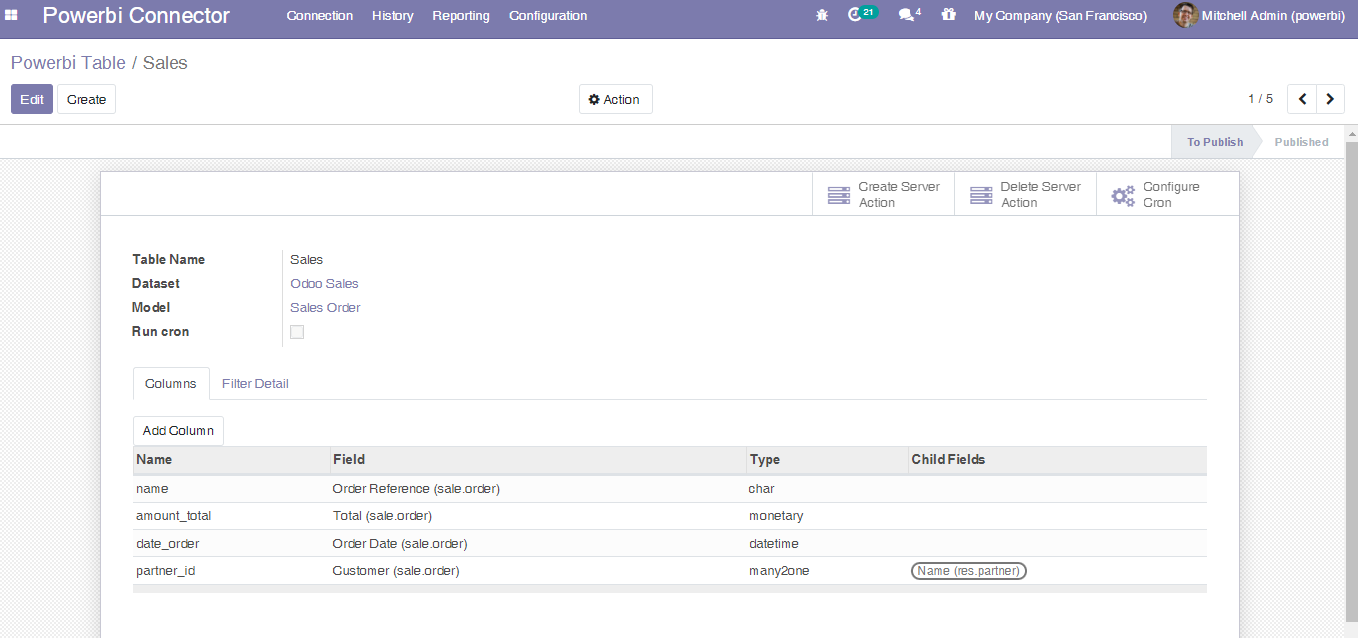 Powerbi Connector Connection History Reporting Configuration 21 4 My Company (San Francisco) Mitchell Admin (powerbi)
Powerbi Table / Sales
Edit Create Action 1 / 5
To Publish Published
Create Server Action
Delete Server Action
Configure Cron
Table Name Sales
Dataset Odoo Sales
Model Sales Order
Run cron
Columns Filter Detail
Add Column
Name Field Type Child Fields
name Order Reference (sale.order) char
amount_total Total (sale.order) monetary
date_order Order Date (sale.order) datetime
partner_id Customer (sale.order) many2one Name (res.partner)